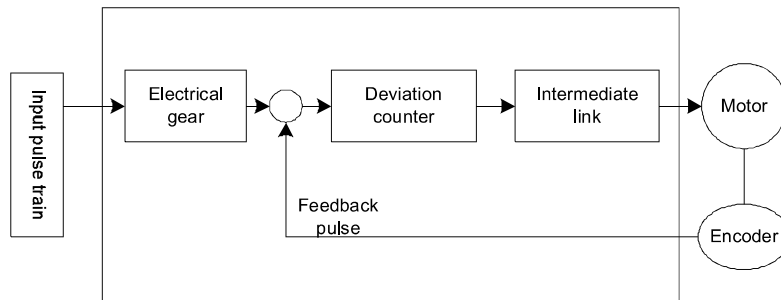 Input pulse train
Electrical
gear
Deviation
counter
Intermediate
link
Motor
Feedback
pulse
Encoder